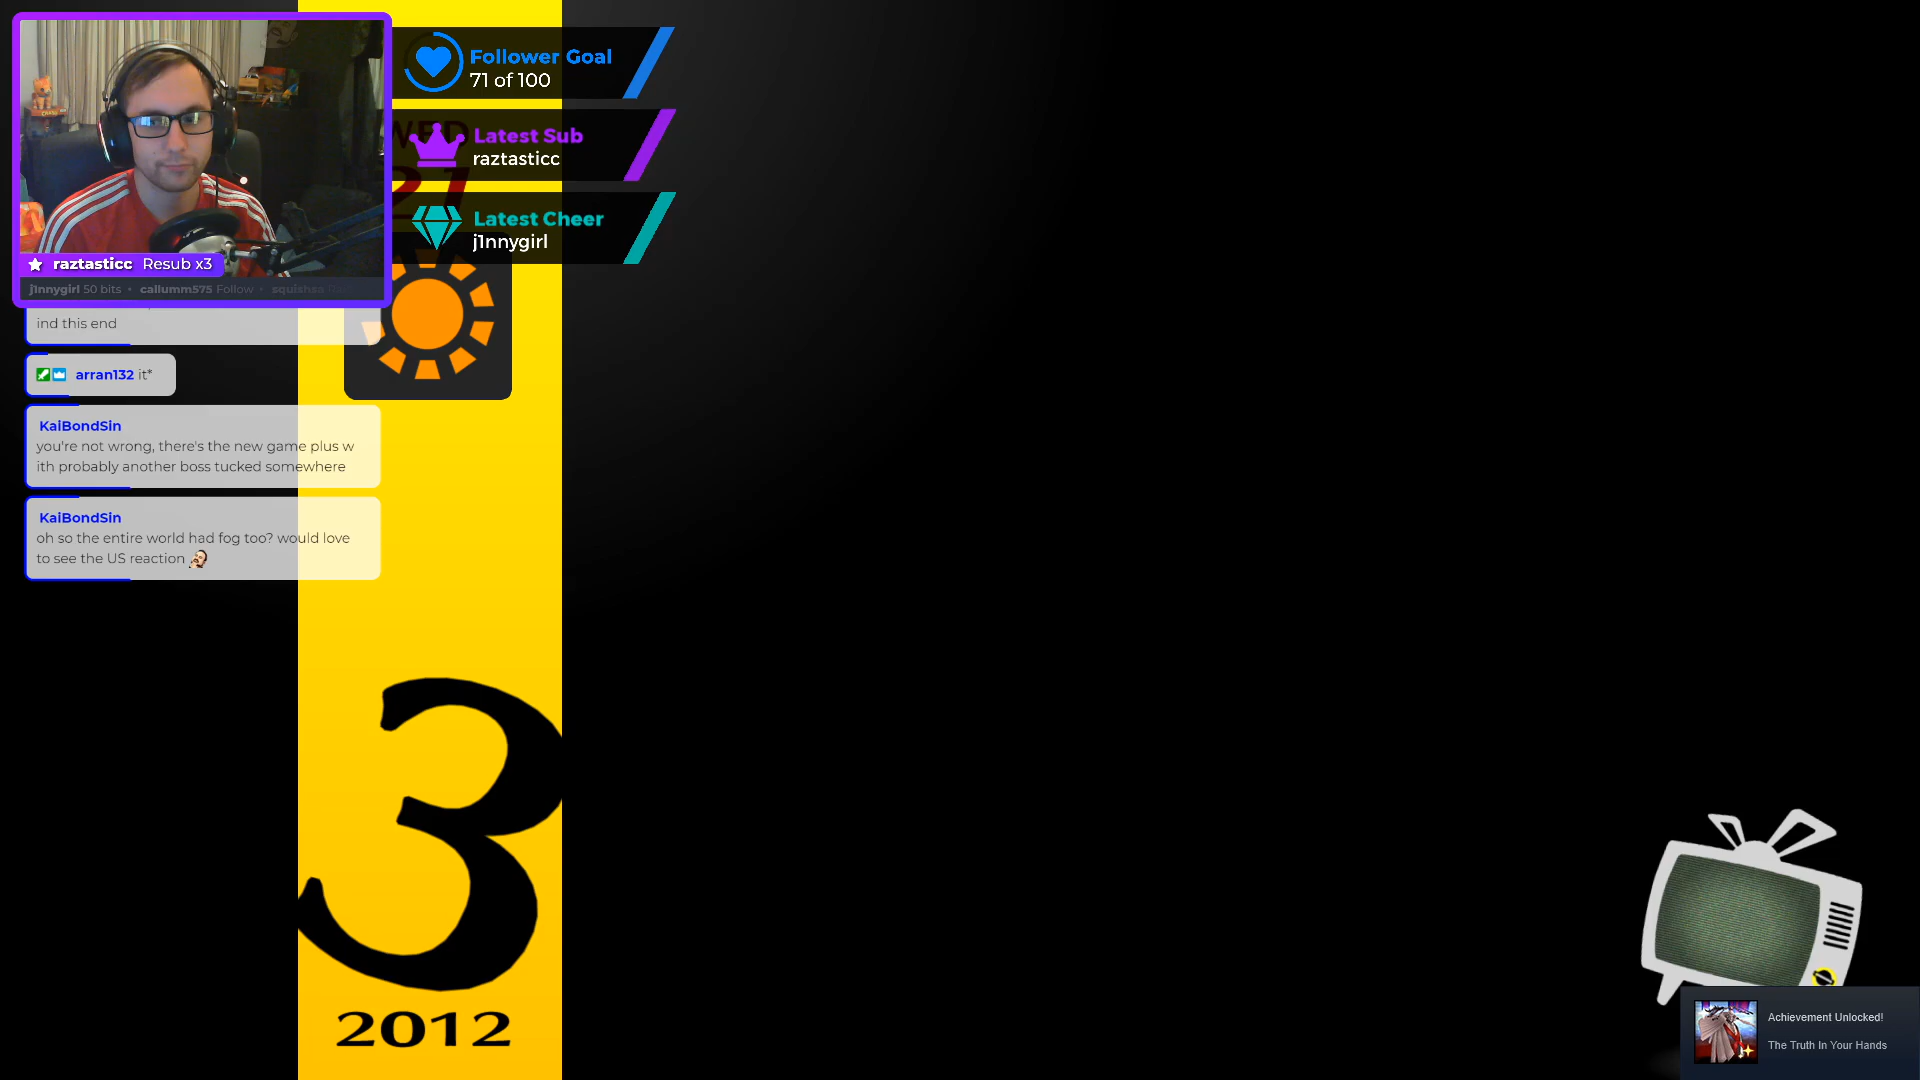 Follower Goal
71 of 100
WED
21
Latest Sub
raztasticc
Latest Cheer
j1nnygirl
raztasticc Resub x3
j1nnygirl 50 bits • callumm575 Follow •
ind this end
arran132 it*
KaiBondSin
you're not wrong, there's the new game plus w
ith probably another boss tucked somewhere
KaiBondSin
oh so the entire world had fog too? would love
to see the US reaction
3
2012
Achievement Unlocked!
The Truth In Your Hands